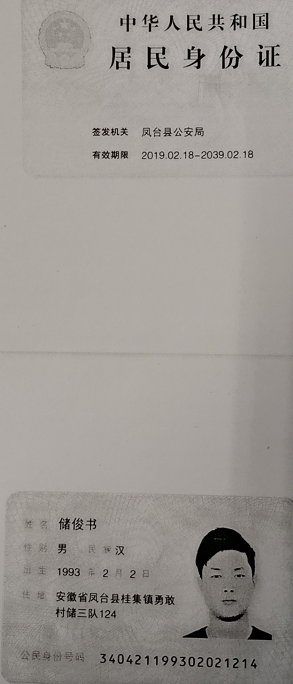 中华人民共和国
居民身份证
签发机关 凤台县公安局
有效期限 2019.02.18-2039.02.18
姓名 储俊书
性别 男 民族 汉
出生 1993 年 2 月 2 日
住址 安徽省凤台县桂集镇勇敢
村储三队124
公民身份号码 340421199302021214